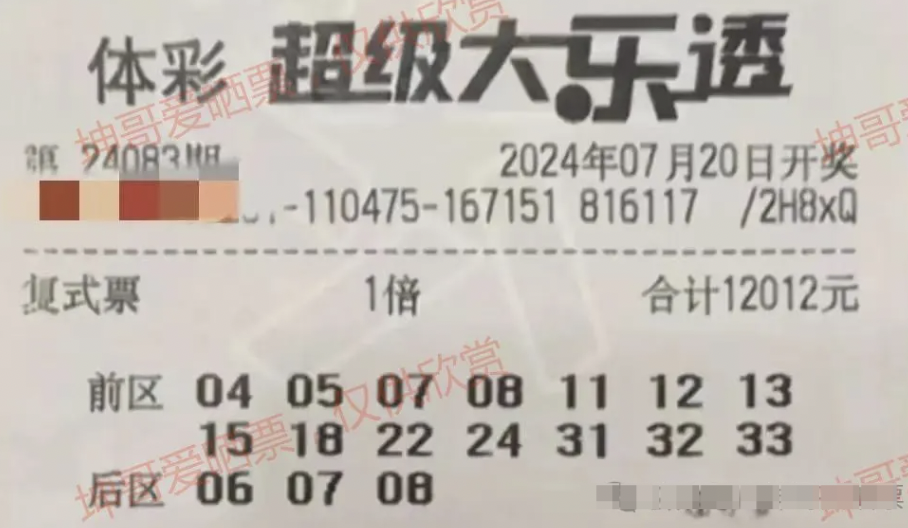 体彩 超级大乐透
第 24083期 2024年07月20日开奖
-110475-167151 816117 /2H8xQ
复式票 1倍 合计12012元
前区 04 05 07 08 11 12 13
15 18 22 24 31 32 33
后区 06 07 08
坤哥爱晒票，仅供欣赏
坤哥爱晒票，仅供欣赏
坤哥
坤哥爱